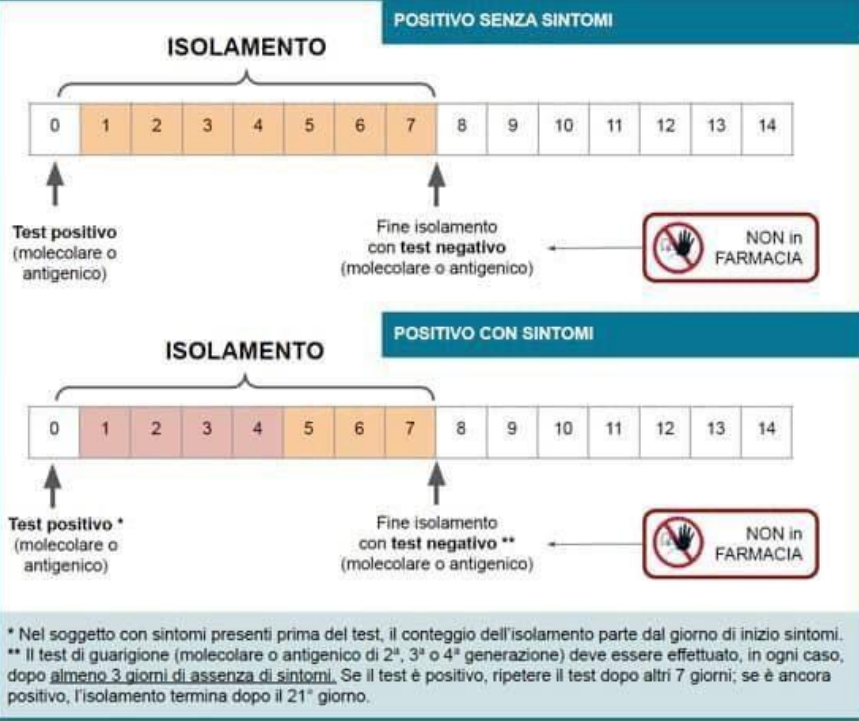 POSITIVO SENZA SINTOMI
ISOLAMENTO
0 1 2 3 4 5 6 7 8 9 10 11 12 13 14
Test positivo
(molecolare o
antigenico)
Fine isolamento
con test negativo
(molecolare o antigenico)
NON in
FARMACIA
POSITIVO CON SINTOMI
ISOLAMENTO
0 1 2 3 4 5 6 7 8 9 10 11 12 13 14
Test positivo *
(molecolare o
antigenico)
Fine isolamento
con test negativo **
(molecolare o antigenico)
NON in
FARMACIA
* Nel soggetto con sintomi presenti prima del test, il conteggio dell'isolamento parte dal giorno di inizio sintomi.
** Il test di guarigione (molecolare o antigenico di 2ª, 3ª o 4ª generazione) deve essere effettuato, in ogni caso,
dopo almeno 3 giorni di assenza di sintomi. Se il test è positivo, ripetere il test dopo altri 7 giorni; se è ancora
positivo, l'isolamento termina dopo il 21° giorno.